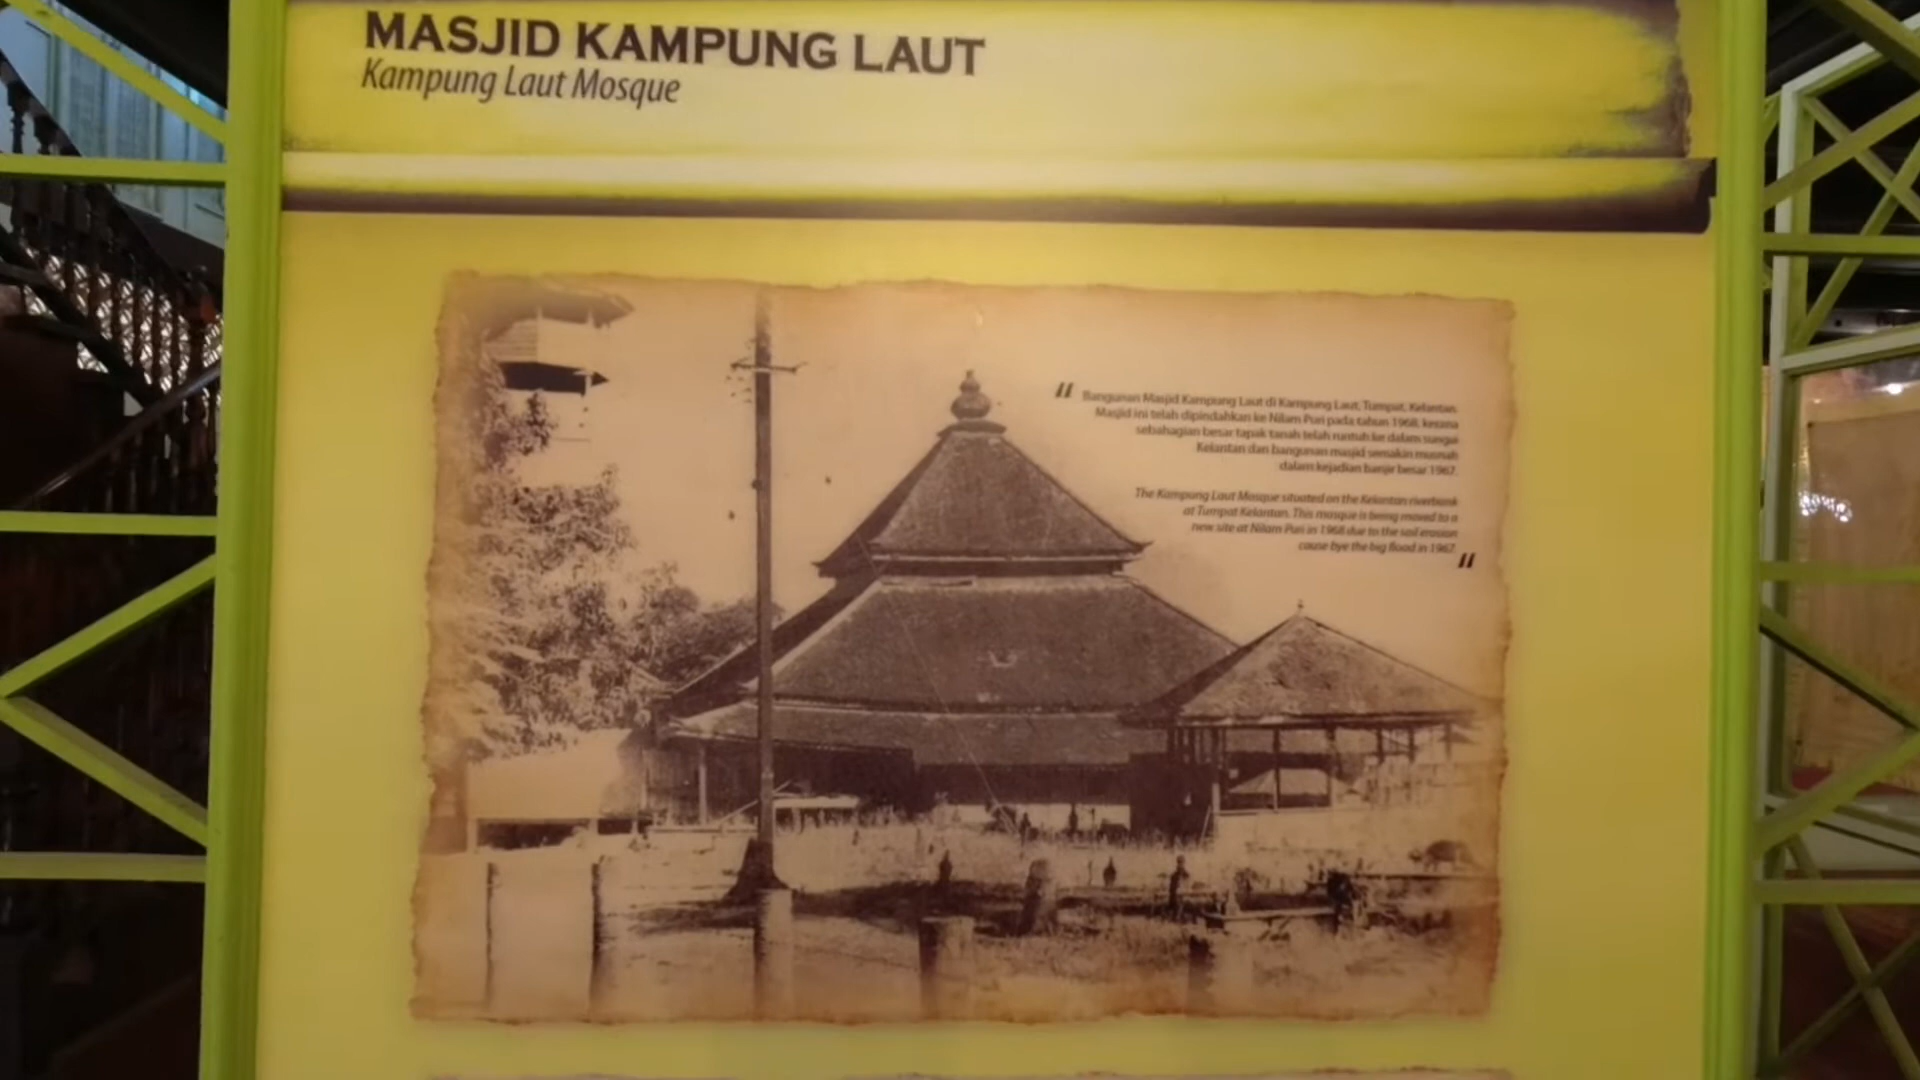 MASJID KAMPUNG LAUT
Kampung Laut Mosque
“ Bangunan Masjid Kampung Laut di Kampung Laut, Tumpat, Kelantan.
Masjid ini telah dipindahkan ke Nilam Puri pada tahun 1968, kerana
sebahagian besar tapak tanah telah runtuh ke dalam sungai
Kelantan dan bangunan masjid semakin musnah
dalam kejadian banjir besar 1967.
The Kampung Laut Mosque situated on the Kelantan riverbank
at Tumpat Kelantan. This mosque is being moved to a
new site at Nilam Puri in 1968 due to the soil erosion
cause bye the big flood in 1967. ”